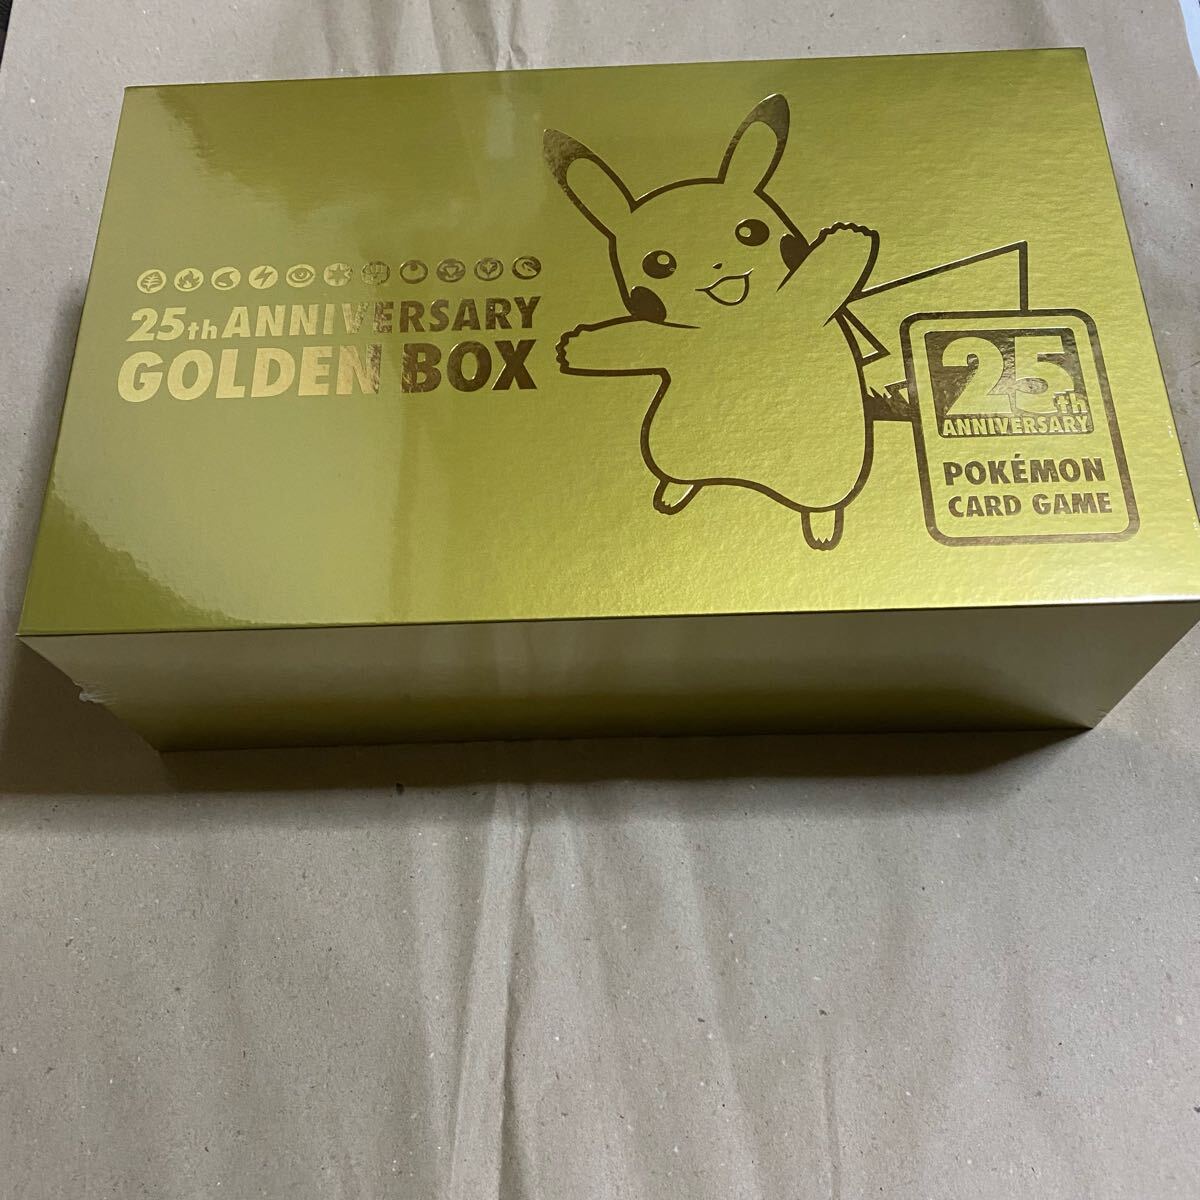 25th ANNIVERSARY
GOLDEN BOX
25th
ANNIVERSARY
POKÉMON
CARD GAME